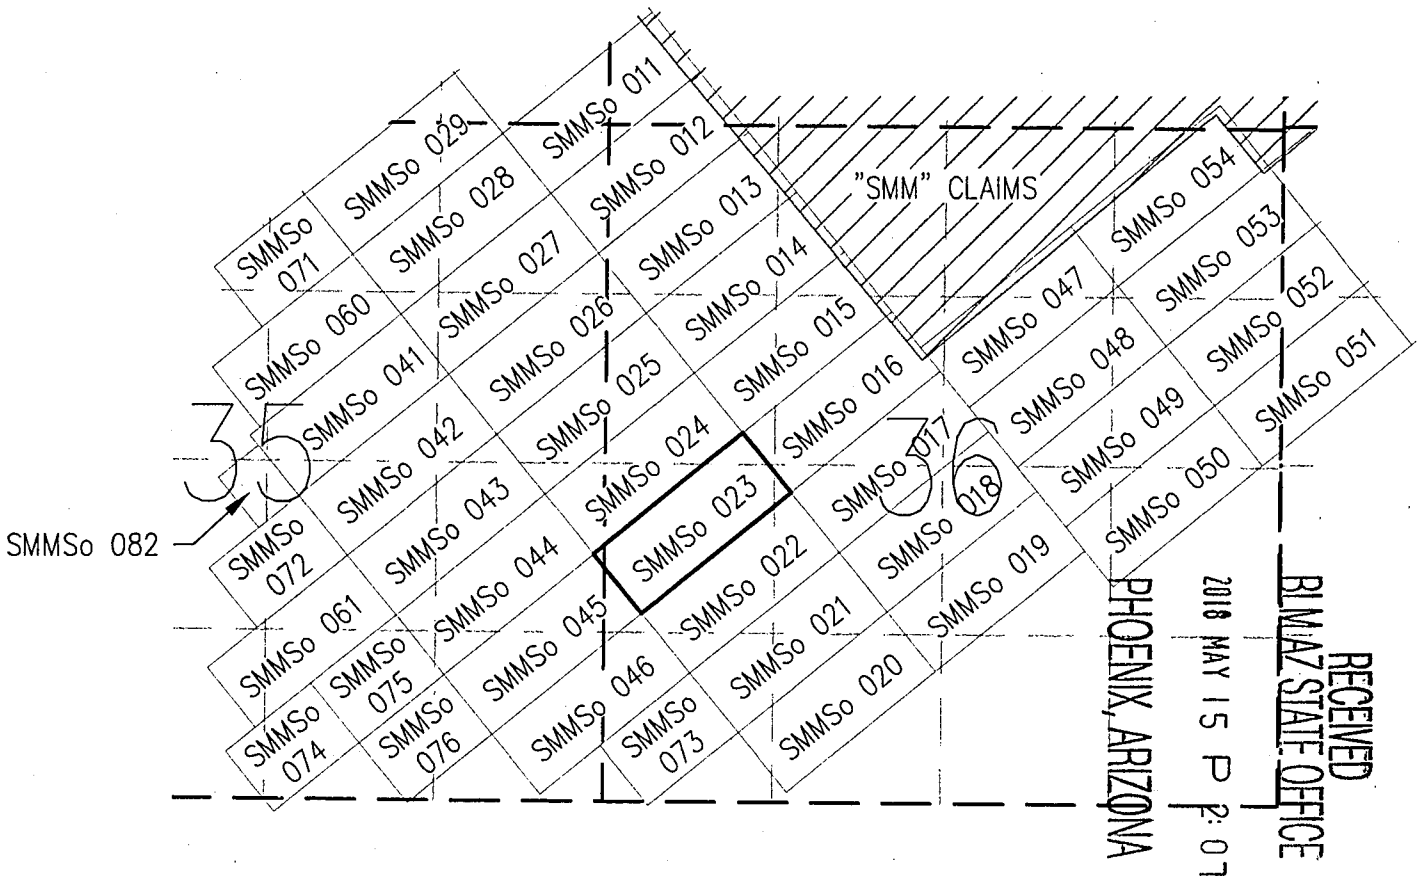 SMMSo 011
SMMSo 012
SMMSo 029
SMMSo 028
SMMSo 013
"SMM" CLAIMS
SMMSo 054
SMMSo 053
SMMSo
071
SMMSo 027
SMMSo 014
SMMSo 047
SMMSo 052
SMMSo 060
SMMSo 026
SMMSo 015
SMMSo 048
SMMSo 051
SMMSo 041
SMMSo 025
SMMSo 016
SMMSo 049
35
SMMSo 042
SMMSo 024
SMMSo 017
36
SMMSo 050
SMMSo 082
SMMSo
072
SMMSo 043
SMMSo 023
SMMSo 018
SMMSo 044
SMMSo 022
SMMSo 019
SMMSo 061
SMMSo 045
SMMSo 021
SMMSo
075
SMMSo 046
SMMSo 020
SMMSo
074
SMMSo
076
SMMSo
073
RECEIVED
BLM AZ STATE OFFICE
2018 MAY 15 P 2:07
PHOENIX, ARIZONA